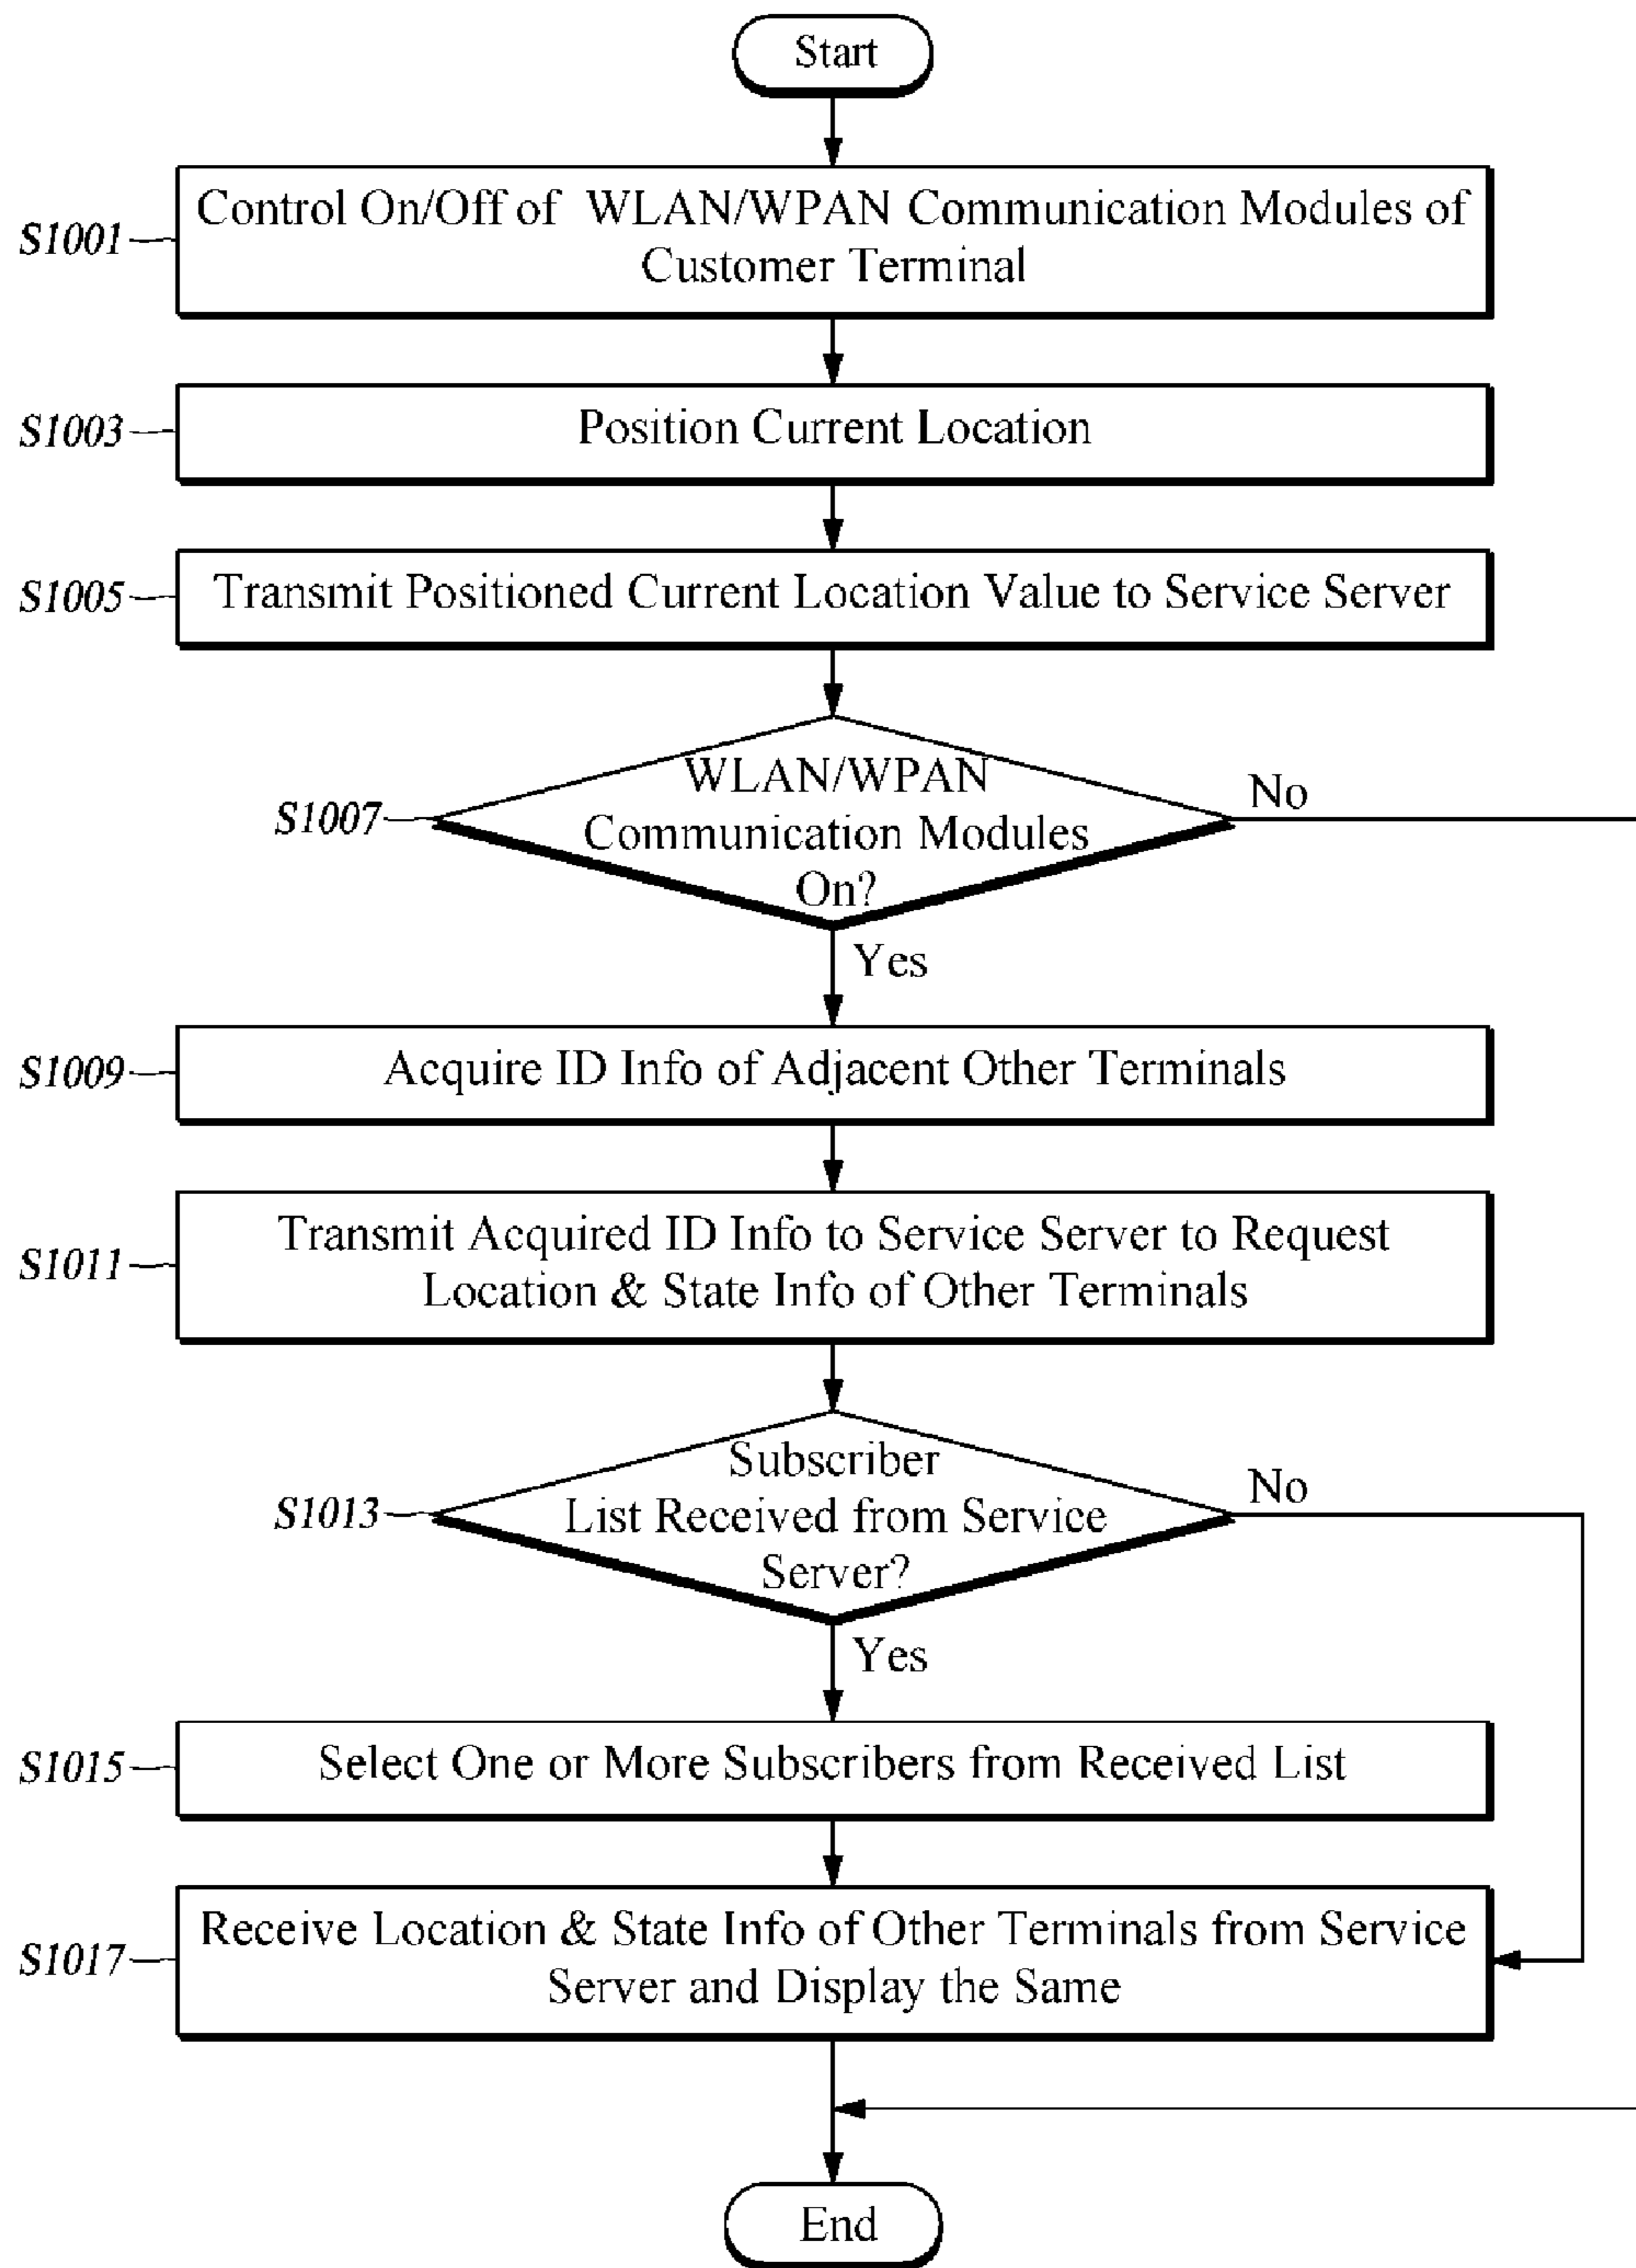 Start
S1001
Control On/Off of WLAN/WPAN Communication Modules of
Customer Terminal
S1003
Position Current Location
S1005
Transmit Positioned Current Location Value to Service Server
S1007
WLAN/WPAN
Communication Modules
On?
No
Yes
S1009
Acquire ID Info of Adjacent Other Terminals
S1011
Transmit Acquired ID Info to Service Server to Request
Location & State Info of Other Terminals
S1013
Subscriber
List Received from Service
Server?
No
Yes
S1015
Select One or More Subscribers from Received List
S1017
Receive Location & State Info of Other Terminals from Service
Server and Display the Same
End